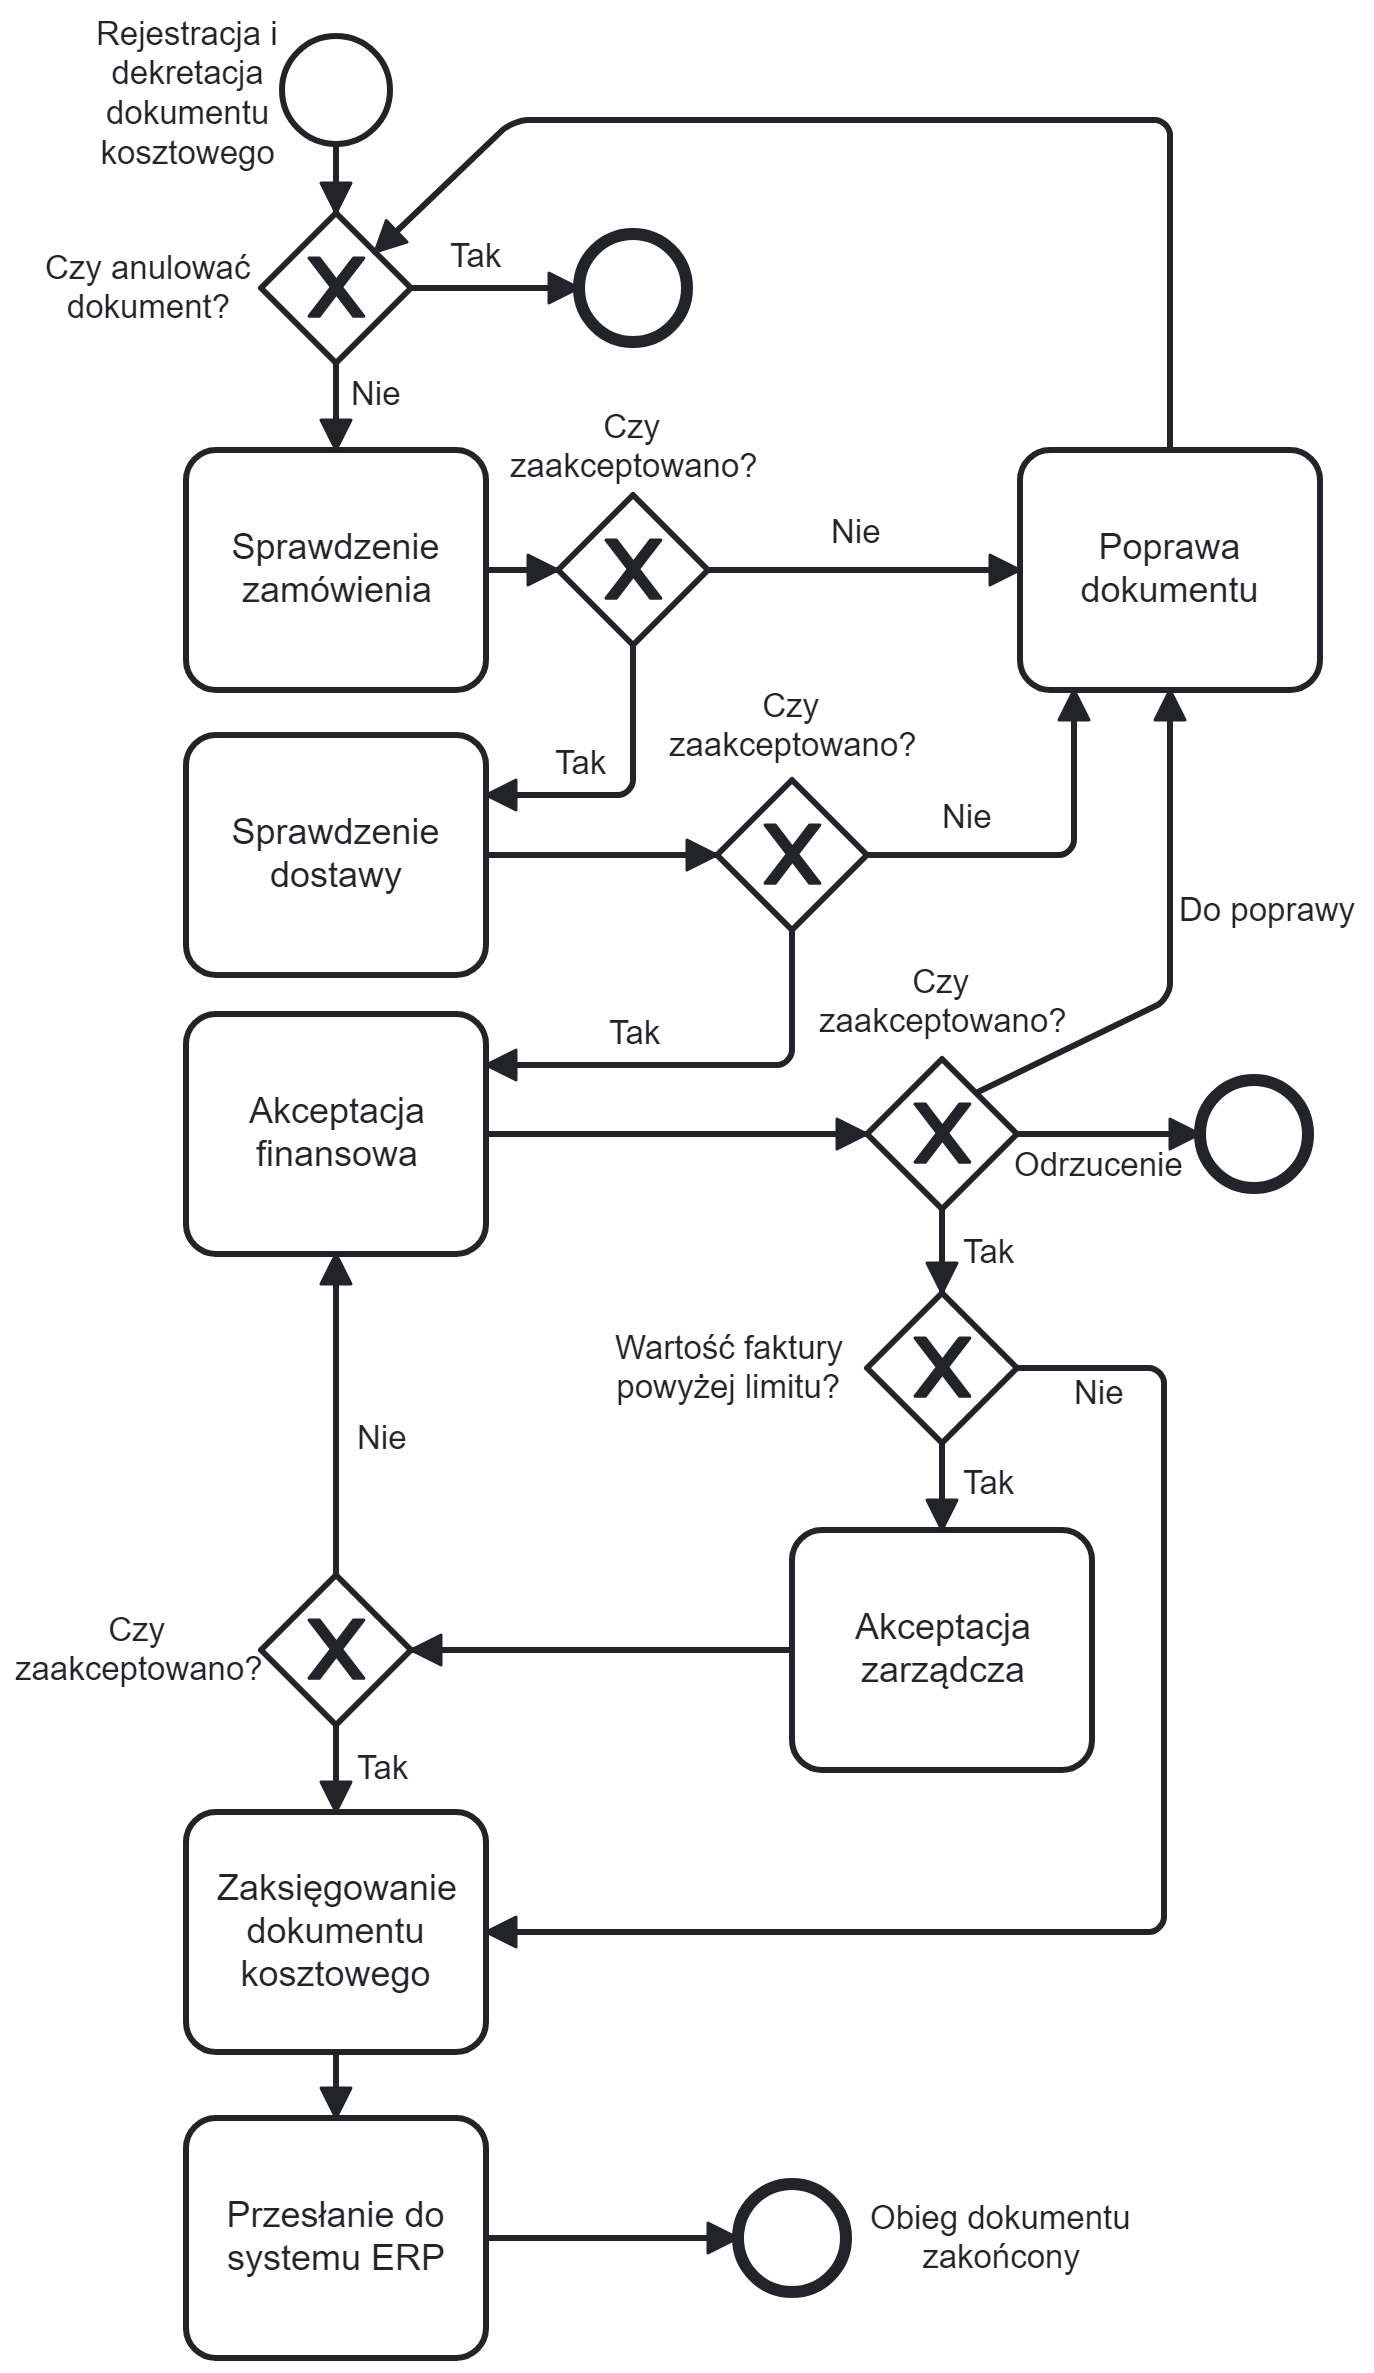 Rejestracja i
dekretacja
dokumentu
kosztowego
Czy anulować
dokument?
Tak
Nie
Czy
zaakceptowano?
Sprawdzenie
zamówienia
Nie
Poprawa
dokumentu
Tak
Czy
zaakceptowano?
Sprawdzenie
dostawy
Nie
Do poprawy
Tak
Czy
zaakceptowano?
Akceptacja
finansowa
Odrzucenie
Tak
Wartość faktury
powyżej limitu?
Nie
Nie
Tak
Akceptacja
zarządcza
Czy
zaakceptowano?
Tak
Zaksięgowanie
dokumentu
kosztowego
Przesłanie do
systemu ERP
Obieg dokumentu
zakońcony